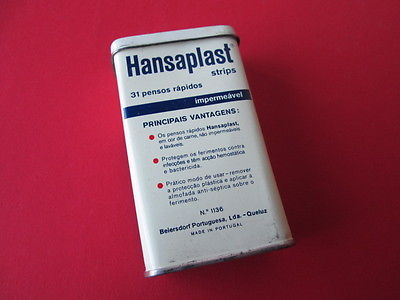 Hansaplast®
strips
31 pensos rápidos
impermeável
PRINCIPAIS VANTAGENS:
Os pensos rápidos Hansaplast,
em cor de carne, são impermeáveis
e laváveis.
Protegem os ferimentos contra
infecções e têm acção hemostática
e bactericida.
Prático modo de usar - remover
a protecção plástica e aplicar a
almofada anti-séptica sobre o
ferimento.
N.º 1136
Beiersdorf Portuguesa, Lda. - Queluz
MADE IN PORTUGAL